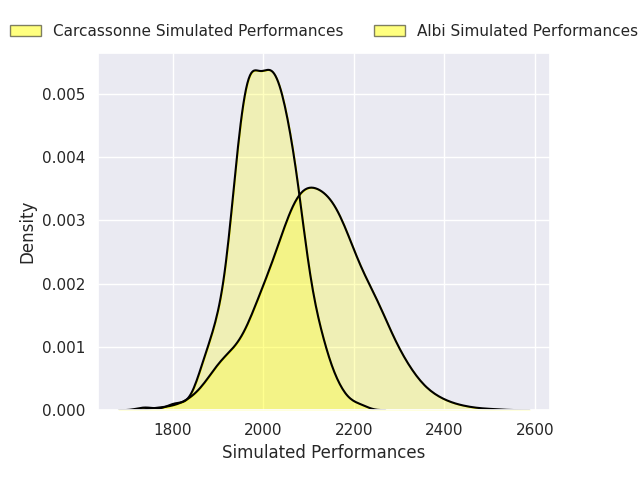 Carcassonne Simulated Performances Albi Simulated Performances
0.005
0.004
0.003
0.002
0.001
0.000
Density
1800 2000 2200 2400 2600
Simulated Performances